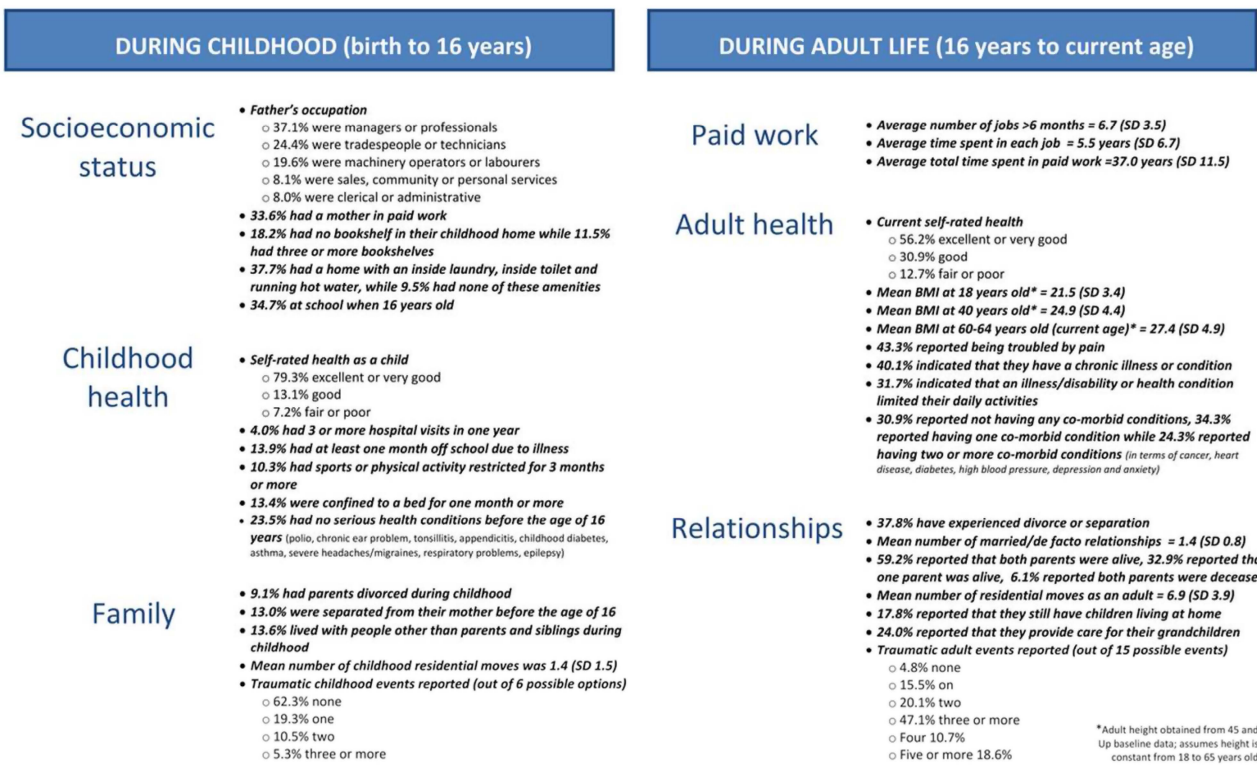 DURING CHILDHOOD (birth to 16 years)
Socioeconomic
status
• Father's occupation
○ 37.1% were managers or professionals
○ 24.4% were tradespeople or technicians
○ 19.6% were machinery operators or labourers
○ 8.1% were sales, community or personal services
○ 8.0% were clerical or administrative
• 33.6% had a mother in paid work
• 18.2% had no bookshelf in their childhood home while 11.5%
had three or more bookshelves
• 37.7% had a home with an inside laundry, inside toilet and
running hot water, while 9.5% had none of these amenities
• 34.7% at school when 16 years old
Childhood
health
• Self-rated health as a child
○ 79.3% excellent or very good
○ 13.1% good
○ 7.2% fair or poor
• 4.0% had 3 or more hospital visits in one year
• 13.9% had at least one month off school due to illness
• 10.3% had sports or physical activity restricted for 3 months
or more
• 13.4% were confined to a bed for one month or more
• 23.5% had no serious health conditions before the age of 16
years (polio, chronic ear problem, tonsillitis, appendicitis, childhood diabetes,
asthma, severe headaches/migraines, respiratory problems, epilepsy)
Family
• 9.1% had parents divorced during childhood
• 13.0% were separated from their mother before the age of 16
• 13.6% lived with people other than parents and siblings during
childhood
• Mean number of childhood residential moves was 1.4 (SD 1.5)
• Traumatic childhood events reported (out of 6 possible options)
○ 62.3% none
○ 19.3% one
○ 10.5% two
○ 5.3% three or more
DURING ADULT LIFE (16 years to current age)
Paid work
• Average number of jobs >6 months = 6.7 (SD 3.5)
• Average time spent in each job = 5.5 years (SD 6.7)
• Average total time spent in paid work =37.0 years (SD 11.5)
Adult health
• Current self-rated health
○ 56.2% excellent or very good
○ 30.9% good
○ 12.7% fair or poor
• Mean BMI at 18 years old* = 21.5 (SD 3.4)
• Mean BMI at 40 years old* = 24.9 (SD 4.4)
• Mean BMI at 60-64 years old (current age)* = 27.4 (SD 4.9)
• 43.3% reported being troubled by pain
• 40.1% indicated that they have a chronic illness or condition
• 31.7% indicated that an illness/disability or health condition
limited their daily activities
• 30.9% reported not having any co-morbid conditions, 34.3%
reported having one co-morbid condition while 24.3% reported
having two or more co-morbid conditions (in terms of cancer, heart
disease, diabetes, high blood pressure, depression and anxiety)
Relationships
• 37.8% have experienced divorce or separation
• Mean number of married/de facto relationships = 1.4 (SD 0.8)
• 59.2% reported that both parents were alive, 32.9% reported tha
one parent was alive, 6.1% reported both parents were decease
• Mean number of residential moves as an adult = 6.9 (SD 3.9)
• 17.8% reported that they still have children living at home
• 24.0% reported that they provide care for their grandchildren
• Traumatic adult events reported (out of 15 possible events)
○ 4.8% none
○ 15.5% on
○ 20.1% two
○ 47.1% three or more
○ Four 10.7%
○ Five or more 18.6%
*Adult height obtained from 45 and
Up baseline data; assumes height is
constant from 18 to 65 years old